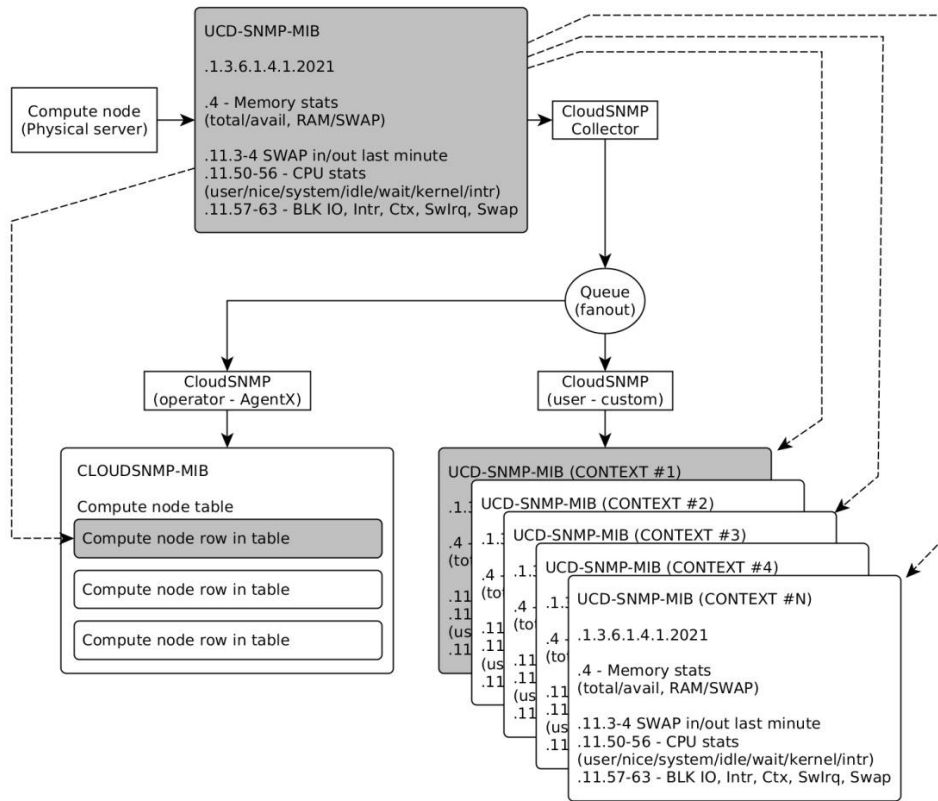 UCD-SNMP-MIB
.1.3.6.1.4.1.2021
.4 - Memory stats
(total/avail, RAM/SWAP)
.11.3-4 SWAP in/out last minute
.11.50-56 - CPU stats
(user/nice/system/idle/wait/kernel/intr)
.11.57-63 - BLK IO, Intr, Ctx, SwIrq, Swap
Compute node
(Physical server)
CloudSNMP
Collector
Queue
(fanout)
CloudSNMP
(operator - AgentX)
CloudSNMP
(user - custom)
CLOUDSNMP-MIB
Compute node table
Compute node row in table
Compute node row in table
Compute node row in table
UCD-SNMP-MIB (CONTEXT #1)
UCD-SNMP-MIB (CONTEXT #2)
UCD-SNMP-MIB (CONTEXT #3)
UCD-SNMP-MIB (CONTEXT #4)
UCD-SNMP-MIB (CONTEXT #N)
.1.3.6.1.4.1.2021
.4 - Memory stats
(total/avail, RAM/SWAP)
.11.3-4 SWAP in/out last minute
.11.50-56 - CPU stats
(user/nice/system/idle/wait/kernel/intr)
.11.57-63 - BLK IO, Intr, Ctx, SwIrq, Swap